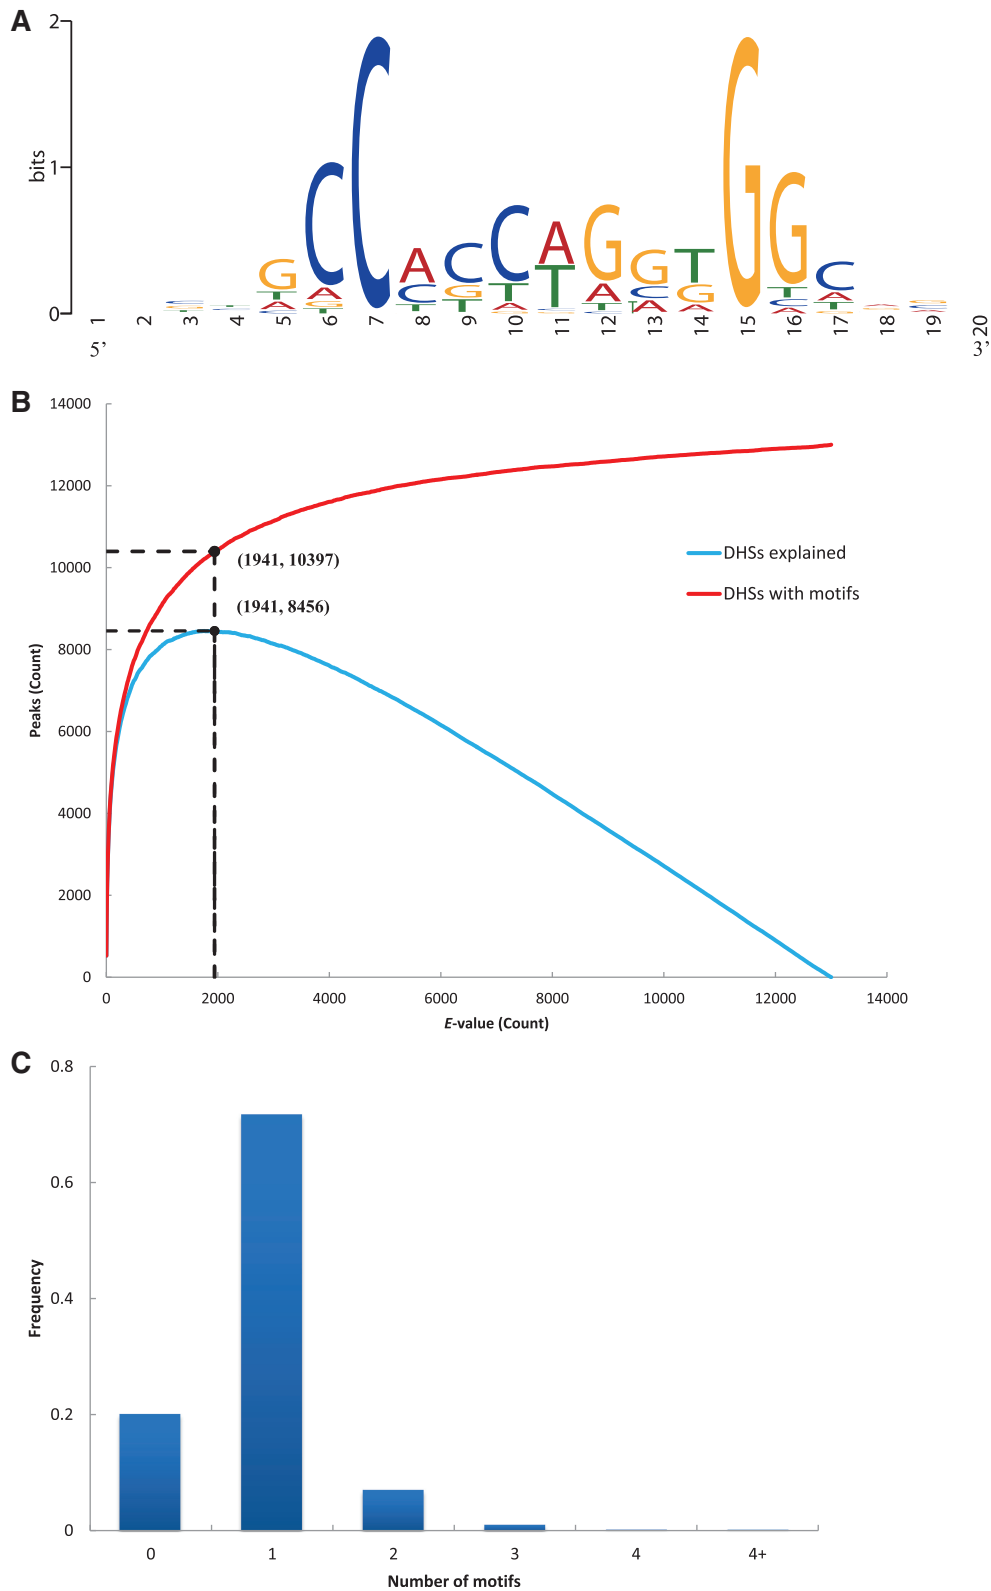 A
2
1
0
bits
G T A C
C A G T
C
A C T
C G T
C T A G
A T C G
G A T C
G C T A
T G A
G
G T C A
C A T G
1 2 3 4 5 6 7 8 9 10 11 12 13 14 15 16 17 18 19 20
5’ 3’
B
14000
12000
10000
8000
6000
4000
2000
0
Peaks (Count)
(1941, 10397)
(1941, 8456)
DHSs explained
DHSs with motifs
0 2000 4000 6000 8000 10000 12000 14000
E-value (Count)
C
0.8
0.6
0.4
0.2
0
Frequency
0 1 2 3 4 4+
Number of motifs